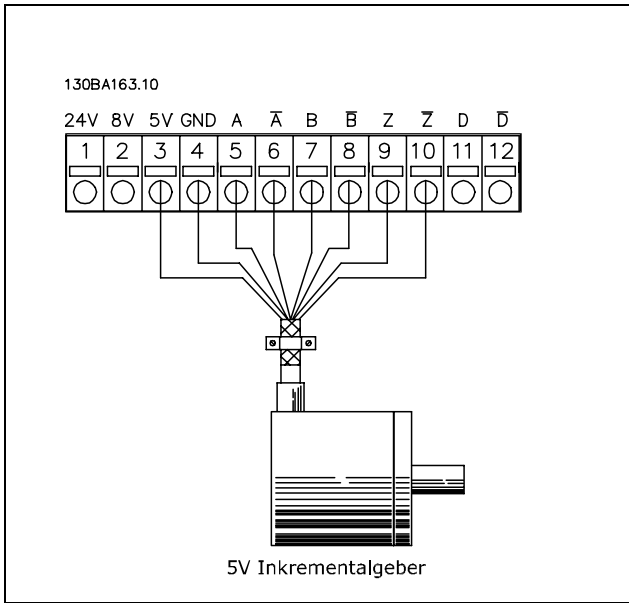 130BA163.10
24V 8V 5V GND A A̅ B B̅ Z Z̅ D D̅
1 2 3 4 5 6 7 8 9 10 11 12
5V Inkrementalgeber